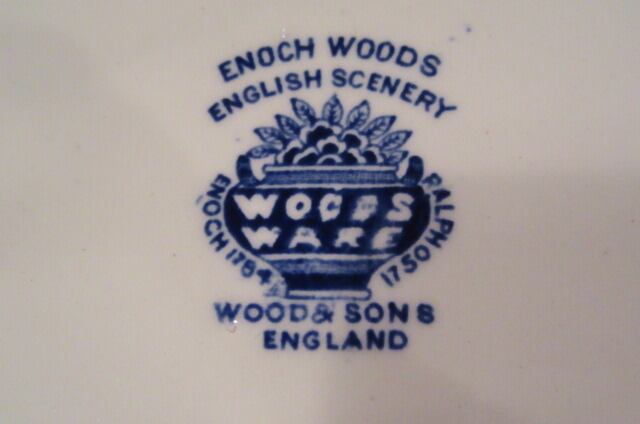 ENOCH WOODS
ENGLISH SCENERY
WOODS
WARE
ENOCH 1784
RALPH 1750
WOOD & SONS
ENGLAND